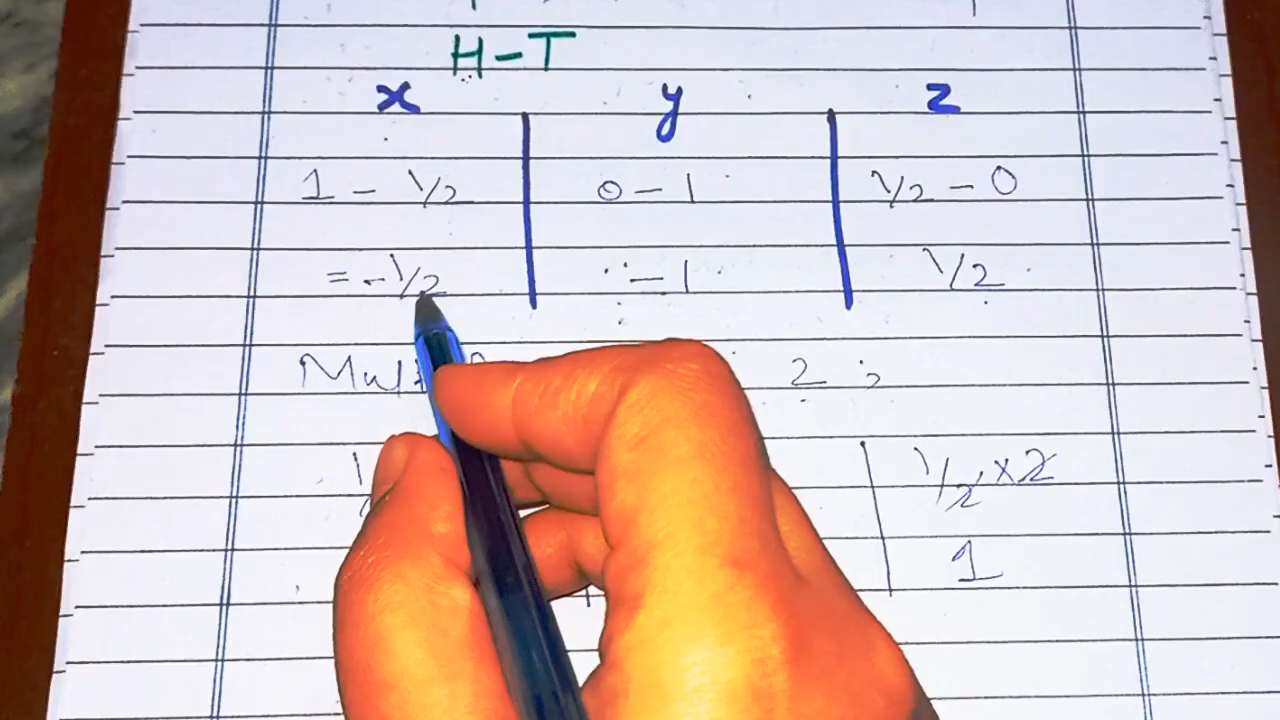 H-T
x y z
1 - 1/2 0 - 1 1/2 - 0
= -1/2 -1 1/2
2 ;
1/2 x 2
1